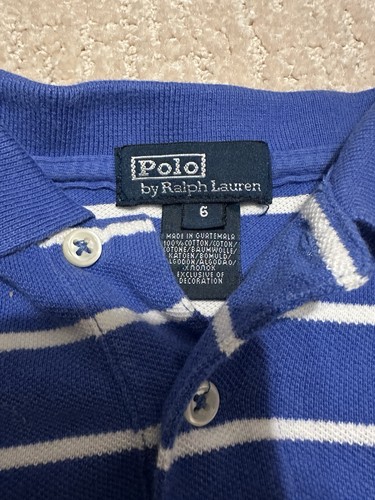 Polo
by Ralph Lauren
6
MADE IN GUATEMALA
100% COTTON/COTON/
COTONE/BAUMWOLLE/
KATOEN/BOMULD/
ALGODON/ALGODAO/
ΧΠΟΠΟΚ
EXCLUSIVE OF
DECORATION